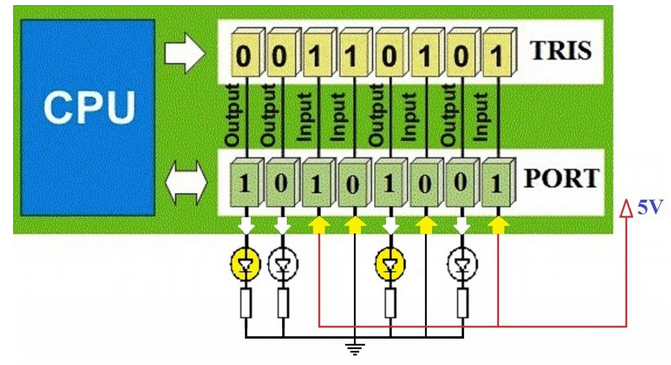 0 0 1 1 0 1 0 1 TRIS
CPU
Output Output Input Input Output Input Output Input
1 0 1 0 1 0 0 1 PORT
5V